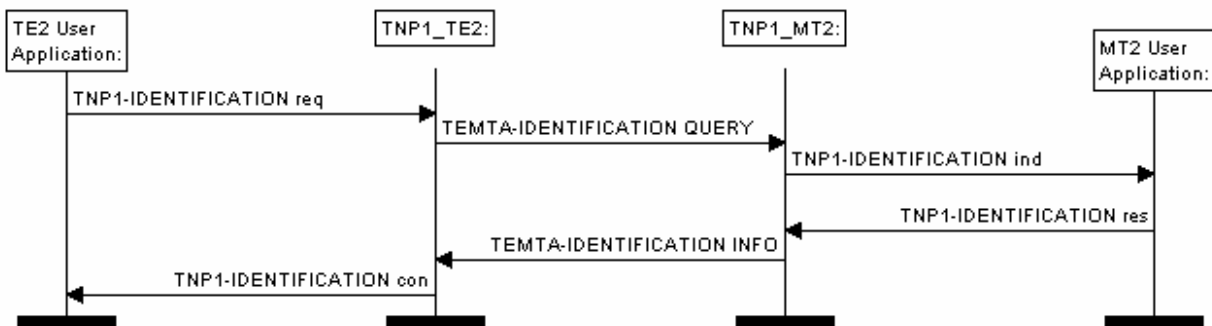 TE2 User
Application:
TNP1_TE2:
TNP1_MT2:
MT2 User
Application:
TNP1-IDENTIFICATION req
TEMTA-IDENTIFICATION QUERY
TNP1-IDENTIFICATION ind
TNP1-IDENTIFICATION res
TEMTA-IDENTIFICATION INFO
TNP1-IDENTIFICATION con